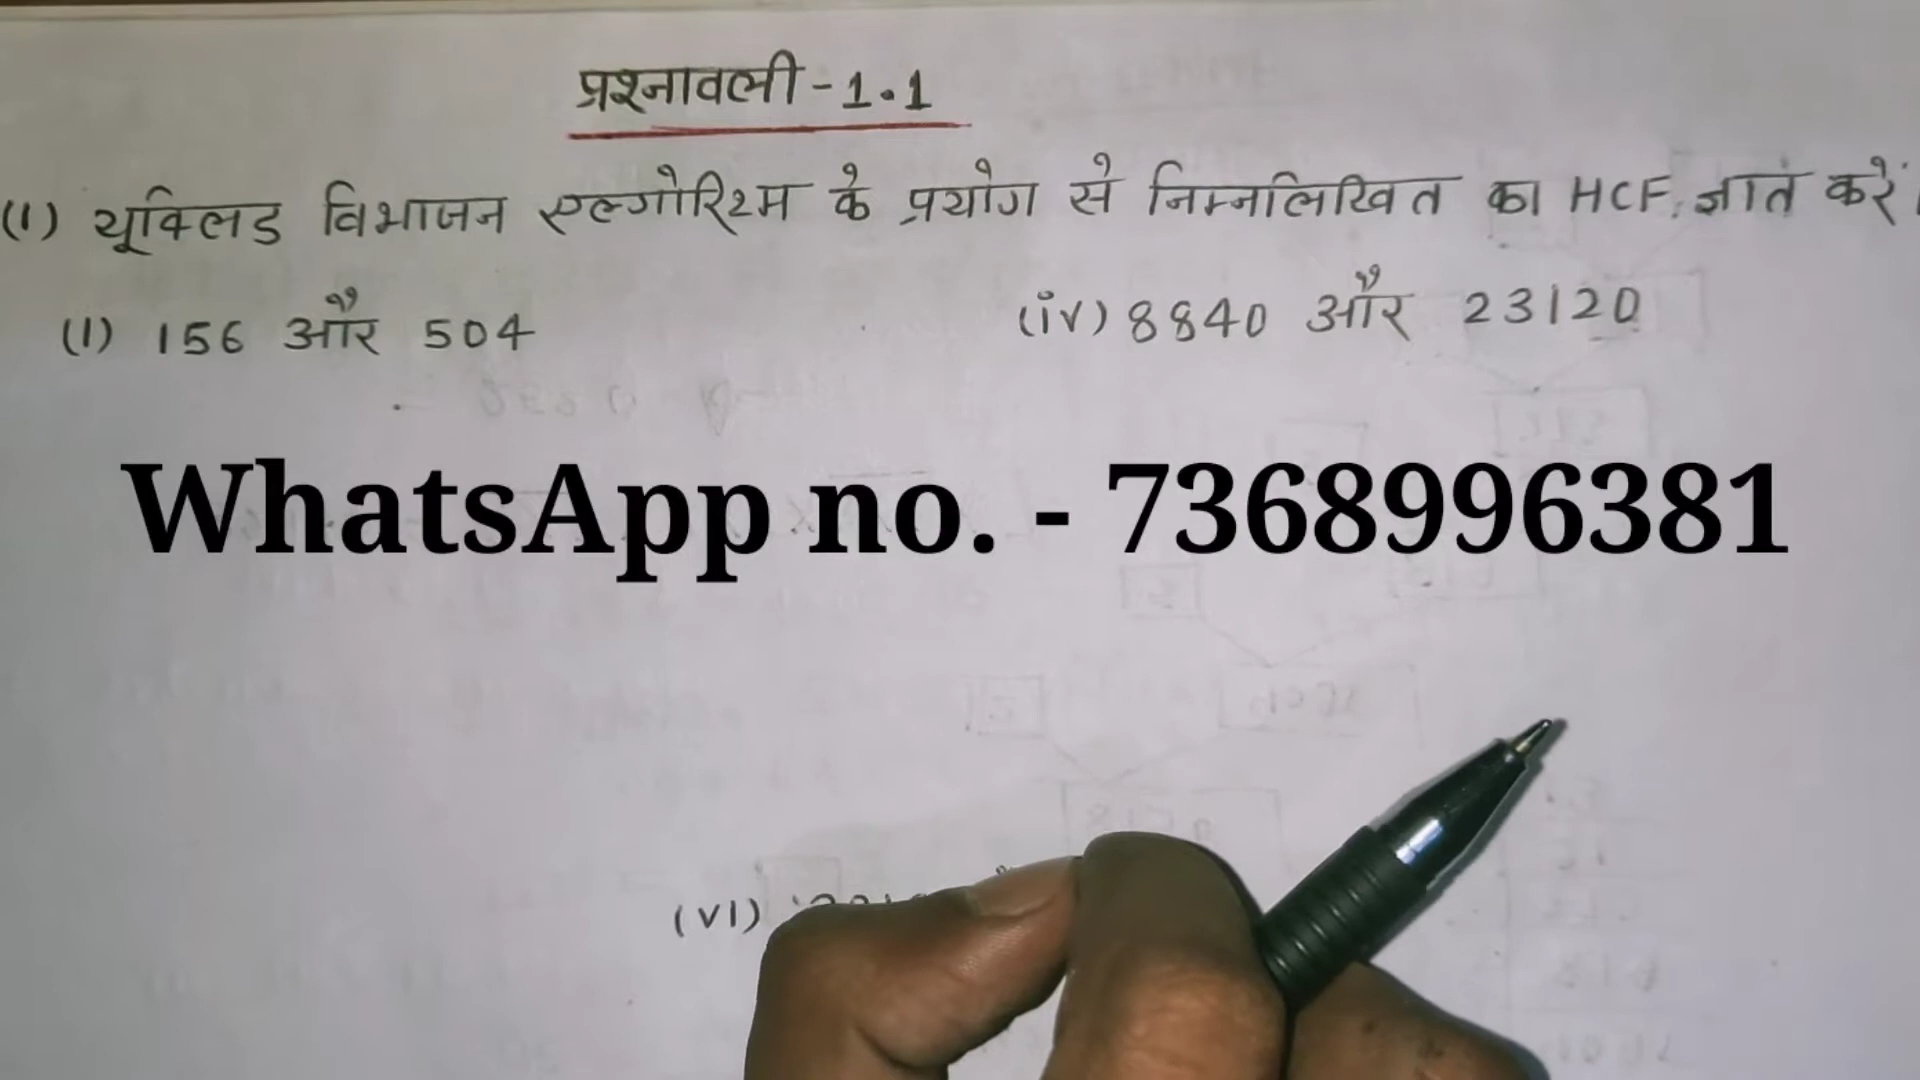 प्रश्नावली - 1.1
(1) यूक्लिड विभाजन एल्गोरिथ्म के प्रयोग से निम्नलिखित का HCF ज्ञात करें।
(1) 156 और 504
(iv) 8840 और 23120
WhatsApp no. - 7368996381
(VI)